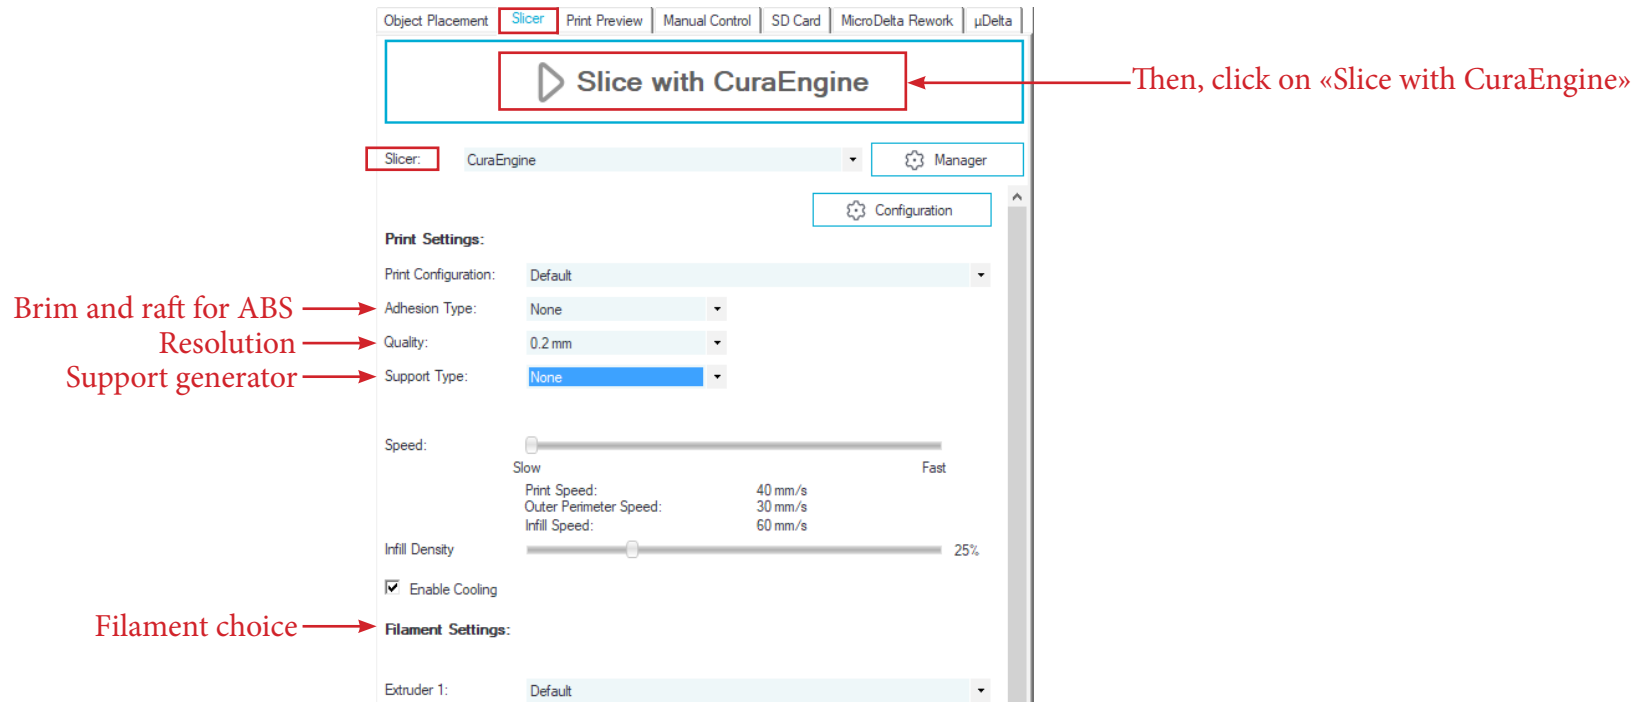 Object Placement Slicer Print Preview Manual Control SD Card MicroDelta Rework µDelta
Slice with CuraEngine
Then, click on «Slice with CuraEngine»
Slicer: CuraEngine Manager
Configuration
Print Settings:
Print Configuration: Default
Brim and raft for ABS Adhesion Type: None
Resolution Quality: 0.2 mm
Support generator Support Type: None
Speed:
Slow Fast
Print Speed: 40 mm/s
Outer Perimeter Speed: 30 mm/s
Infill Speed: 60 mm/s
Infill Density 25%
Enable Cooling
Filament choice Filament Settings:
Extruder 1: Default